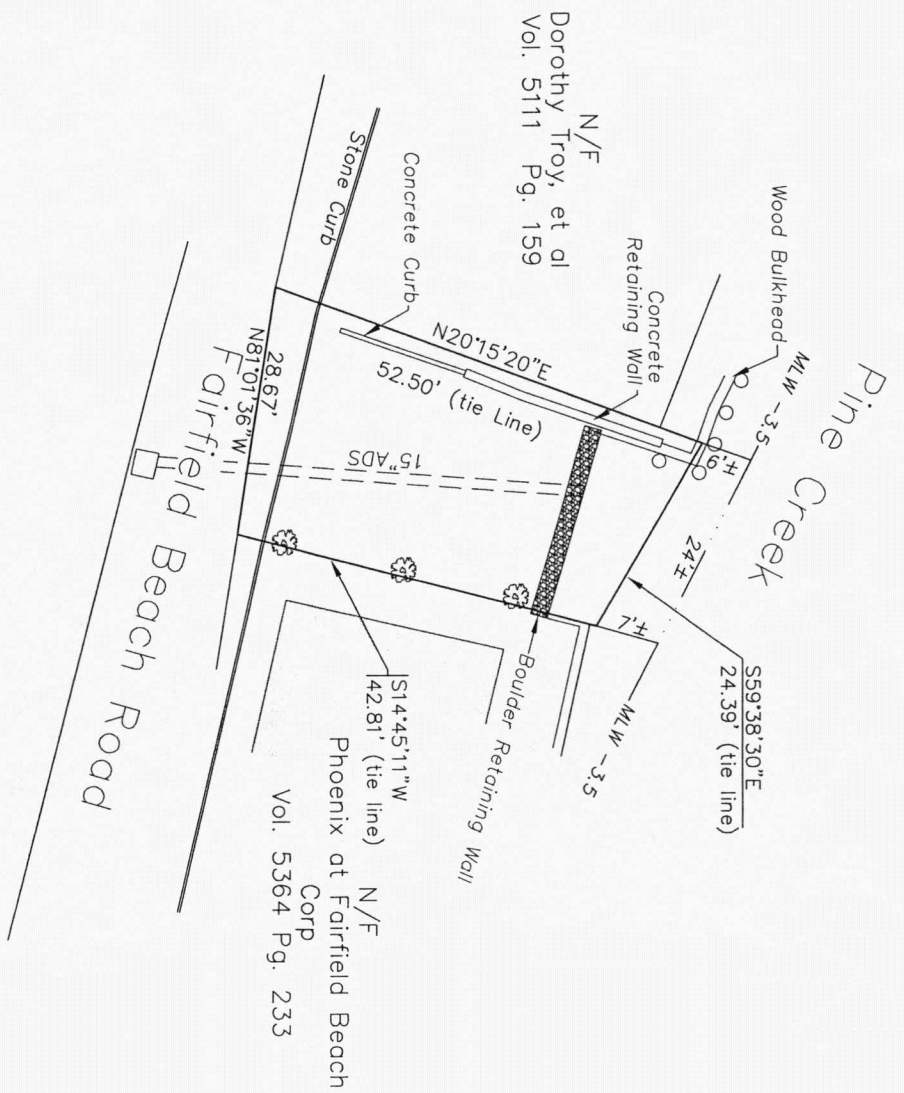 Pine Creek
MLW -3.5
Wood Bulkhead
N/F
Dorothy Troy, et al
Vol. 5111 Pg. 159
Concrete
Retaining Wall
Concrete Curb
Stone Curb
N20°15'20"E
52.50' (tie Line)
9'±
24'±
7'±
S59°38'30"E
24.39' (tie line)
MLW -3.5
Boulder Retaining Wall
15" ADS
S14°45'11"W
42.81' (tie line)
N/F
Phoenix at Fairfield Beach
Corp
Vol. 5364 Pg. 233
28.67'
N81°01'36"W
Fairfield Beach Road